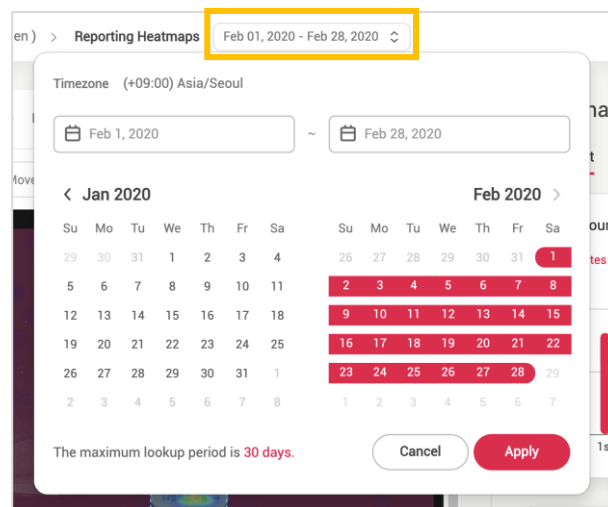 en ) > Reporting Heatmaps Feb 01, 2020 - Feb 28, 2020
Timezone (+09:00) Asia/Seoul
Feb 1, 2020 ~ Feb 28, 2020
Jan 2020 Feb 2020
Su Mo Tu We Th Fr Sa Su Mo Tu We Th Fr Sa
29 30 31 1 2 3 4 26 27 28 29 30 31 1
5 6 7 8 9 10 11 2 3 4 5 6 7 8
12 13 14 15 16 17 18 9 10 11 12 13 14 15
19 20 21 22 23 24 25 16 17 18 19 20 21 22
26 27 28 29 30 31 1 23 24 25 26 27 28 29
2 3 4 5 6 7 8 1 2 3 4 5 6 7
The maximum lookup period is 30 days. Cancel Apply